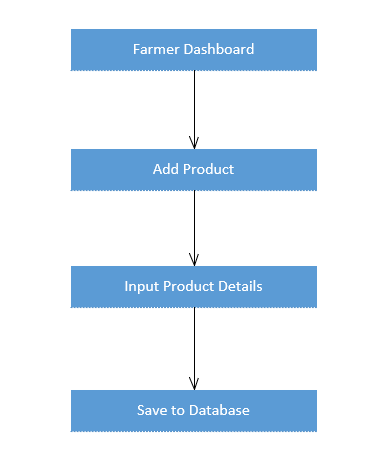 Farmer Dashboard
Add Product
Input Product Details
Save to Database